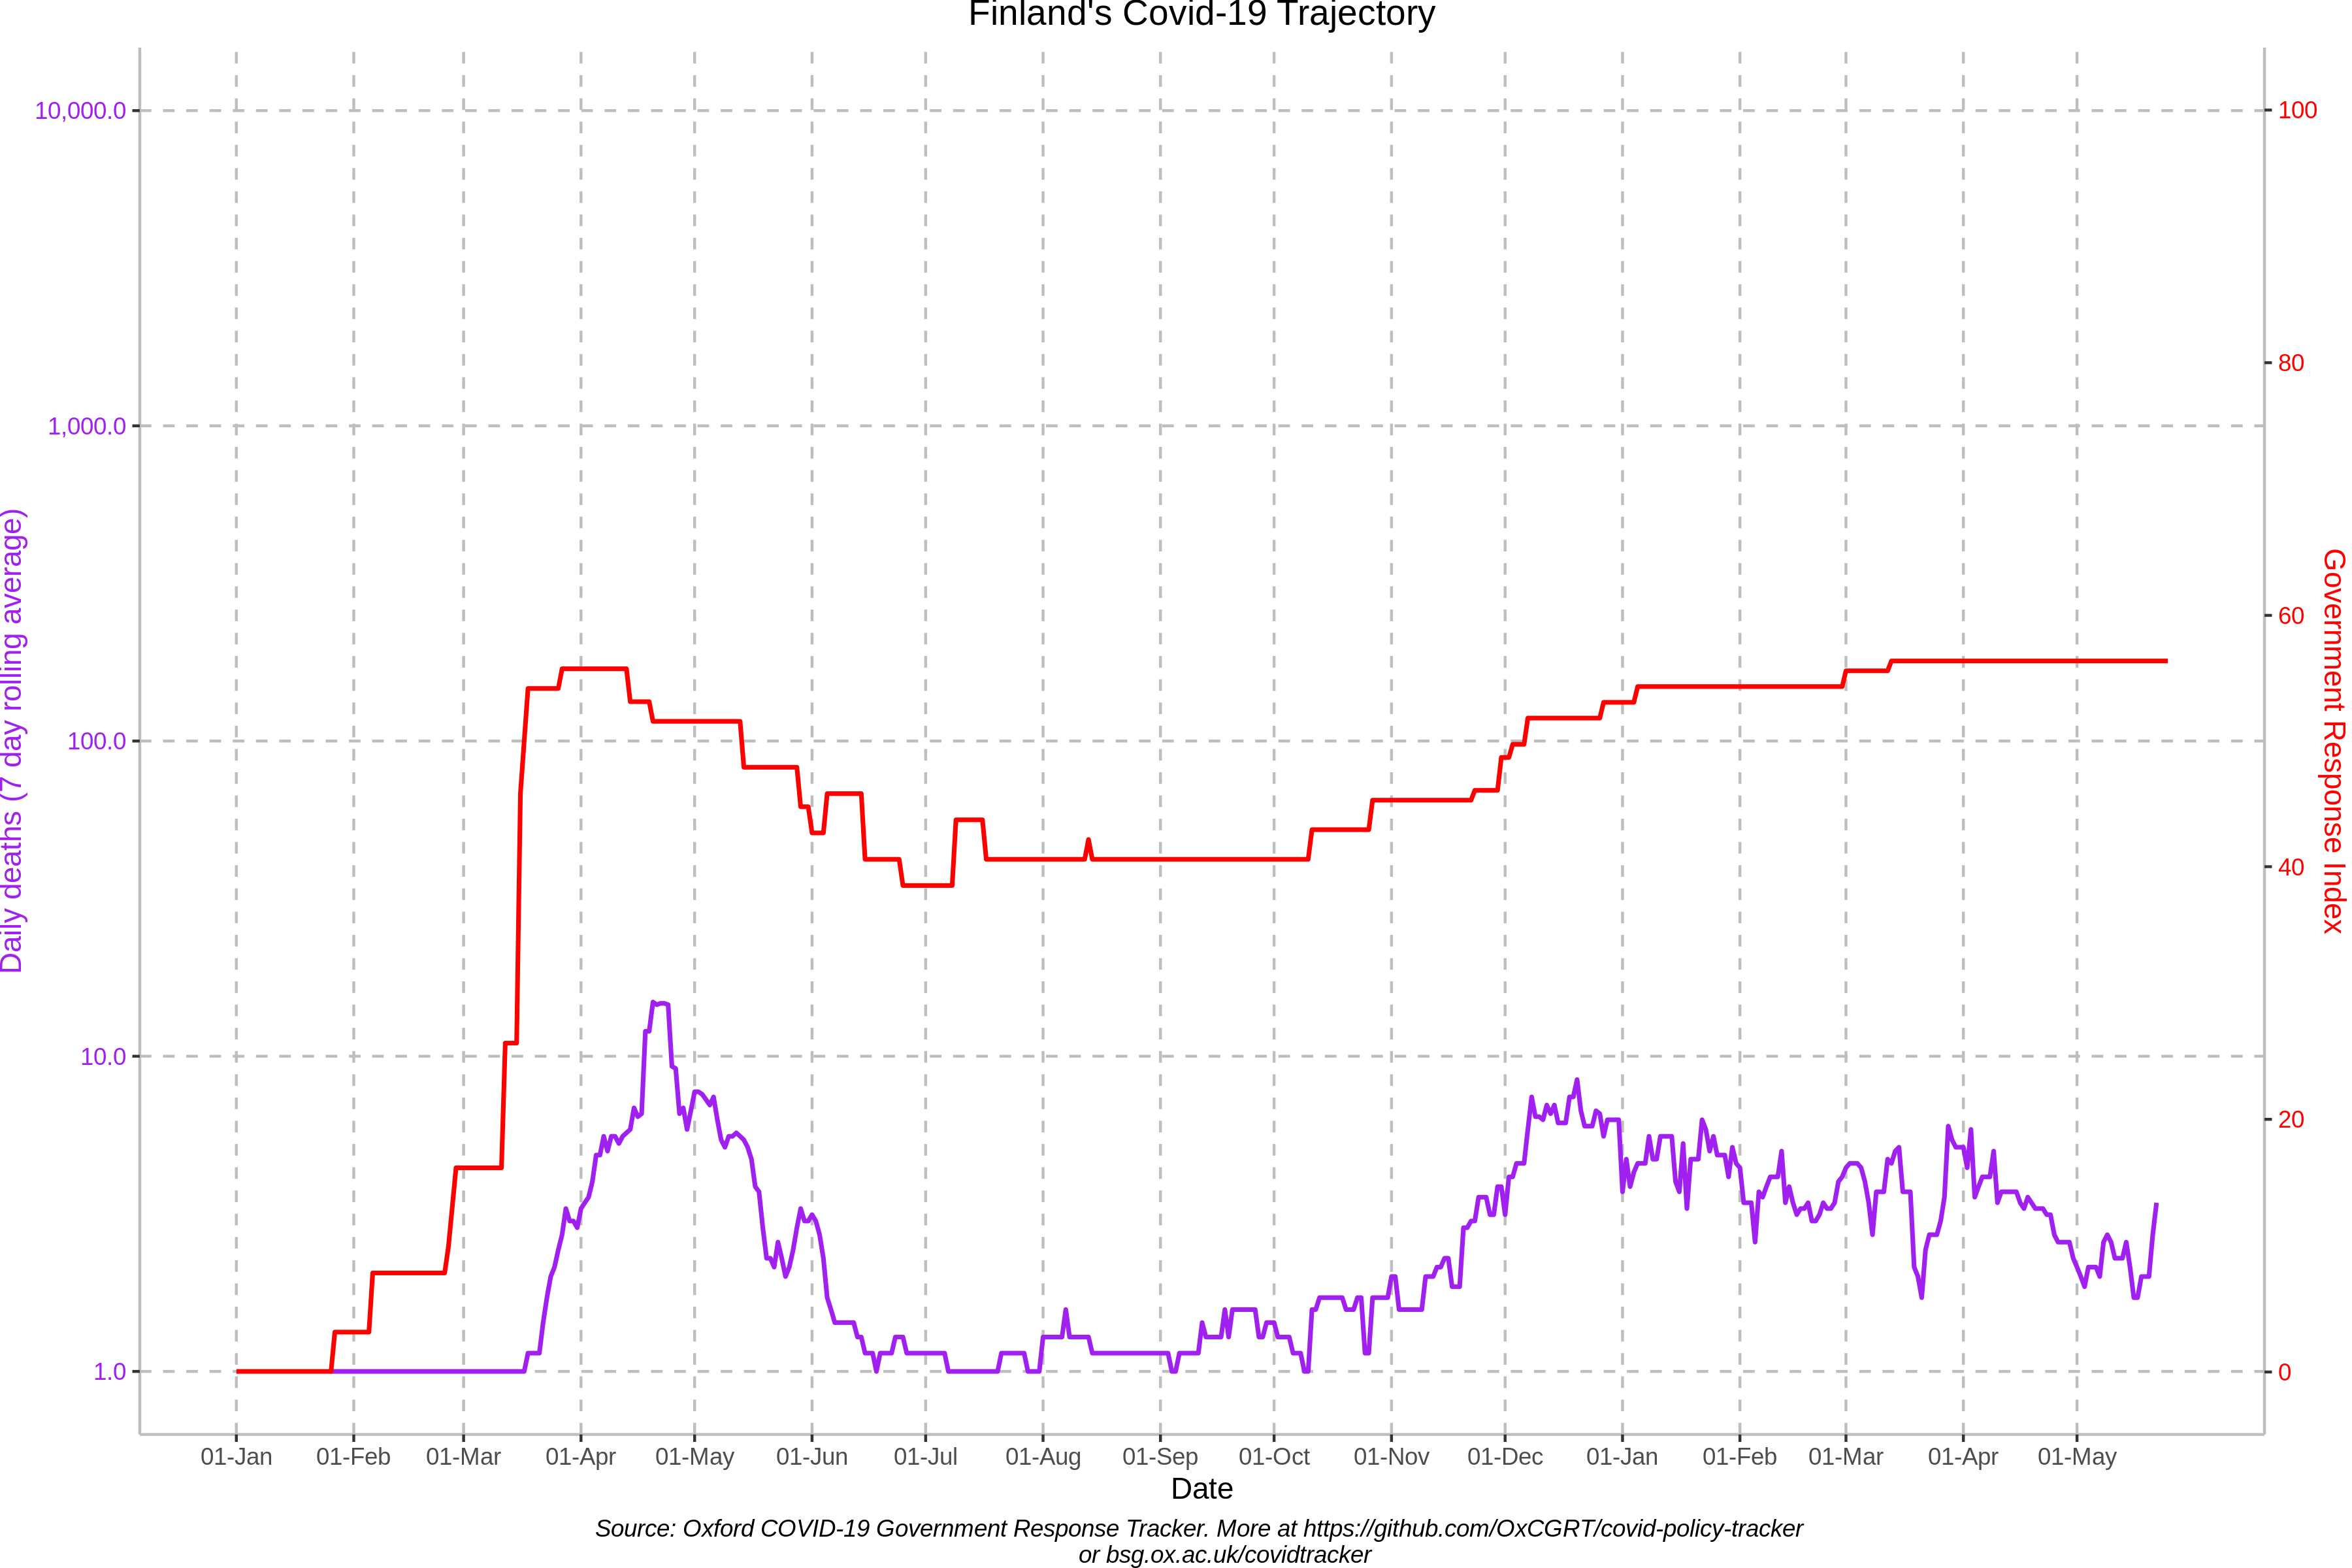 Finland's Covid-19 Trajectory
10,000.0
1,000.0
100.0
10.0
1.0
Daily deaths (7 day rolling average)
100
80
60
40
20
0
Government Response Index
01-Jan 01-Feb 01-Mar 01-Apr 01-May 01-Jun 01-Jul 01-Aug 01-Sep 01-Oct 01-Nov 01-Dec 01-Jan 01-Feb 01-Mar 01-Apr 01-May
Date
Source: Oxford COVID-19 Government Response Tracker. More at https://github.com/OxCGRT/covid-policy-tracker
or bsg.ox.ac.uk/covidtracker